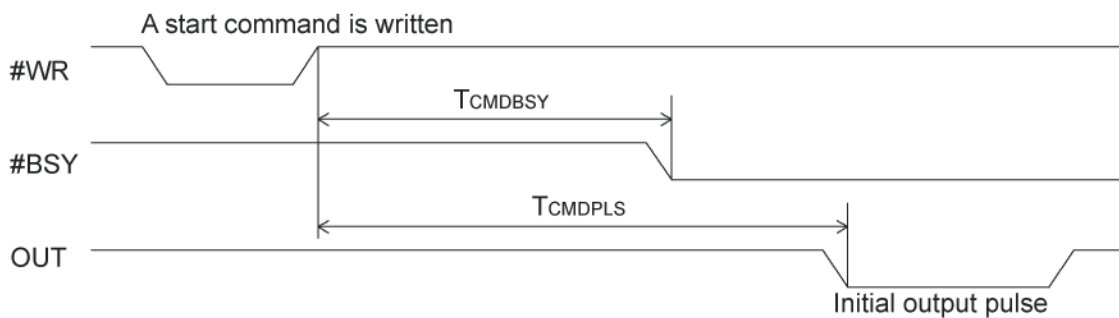 A start command is written
#WR
TCMDBSY
#BSY
TCMDPLS
OUT
Initial output pulse